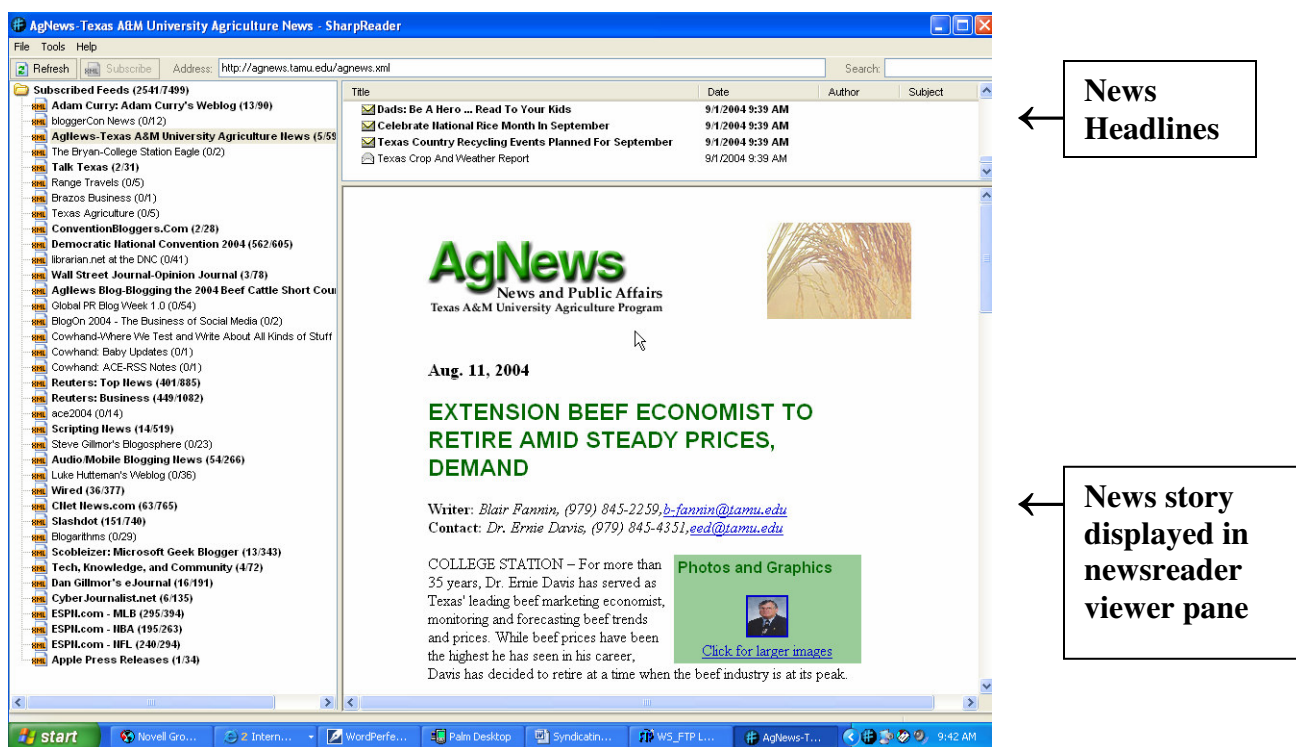 AgNews-Texas A&M University Agriculture News - SharpReader
File Tools Help
Refresh Subscribe Address: http://agnews.tamu.edu/agnews.xml Search:
Subscribed Feeds (2541/7499)
Adam Curry: Adam Curry's Weblog (13/90)
bloggerCon News (0/12)
AgNews-Texas A&M University Agriculture News (5/59
The Bryan-College Station Eagle (0/2)
Talk Texas (2/31)
Range Travels (0/5)
Brazos Business (0/1)
Texas Agriculture (0/5)
ConventionBloggers.Com (2/28)
Democratic National Convention 2004 (562/605)
librarian.net at the DNC (0/41)
Wall Street Journal-Opinion Journal (3/78)
AgNews Blog-Blogging the 2004 Beef Cattle Short Cour
Global PR Blog Week 1.0 (0/54)
BlogOn 2004 - The Business of Social Media (0/2)
Cowhand-Where We Test and Write About All Kinds of Stuff
Cowhand: Baby Updates (0/1)
Cowhand: ACE-RSS Notes (0/1)
Reuters: Top News (401/885)
Reuters: Business (449/1082)
ace2004 (0/14)
Scripting News (14/519)
Steve Gillmor's Blogosphere (0/23)
Audio/Mobile Blogging News (54/266)
Luke Hutteman's Weblog (0/36)
Wired (36/377)
CNet News.com (63/765)
Slashdot (151/740)
Blogarithms (0/29)
Scobleizer: Microsoft Geek Blogger (13/343)
Tech, Knowledge, and Community (4/72)
Dan Gillmor's eJournal (16/191)
CyberJournalist.net (6/135)
ESPN.com - MLB (295/394)
ESPN.com - NBA (195/263)
ESPN.com - NFL (240/294)
Apple Press Releases (1/34)
Title Date Author Subject
Dads: Be A Hero ... Read To Your Kids 9/1/2004 9:39 AM
Celebrate National Rice Month In September 9/1/2004 9:39 AM
Texas Country Recycling Events Planned For September 9/1/2004 9:39 AM
Texas Crop And Weather Report 9/1/2004 9:39 AM
AgNews
News and Public Affairs
Texas A&M University Agriculture Program
Aug. 11, 2004
EXTENSION BEEF ECONOMIST TO
RETIRE AMID STEADY PRICES,
DEMAND
Writer: Blair Fannin, (979) 845-2259,b-fannin@tamu.edu
Contact: Dr. Ernie Davis, (979) 845-4351,eed@tamu.edu
COLLEGE STATION – For more than
35 years, Dr. Ernie Davis has served as
Texas' leading beef marketing economist,
monitoring and forecasting beef trends
and prices. While beef prices have been
the highest he has seen in his career,
Davis has decided to retire at a time when the beef industry is at its peak.
Photos and Graphics
Click for larger images
start Novell Gro... 2 Intern... WordPerfe... Palm Desktop Syndicatin... WS_FTP L... AgNews-T... 9:42 AM
News
Headlines
News story
displayed in
newsreader
viewer pane